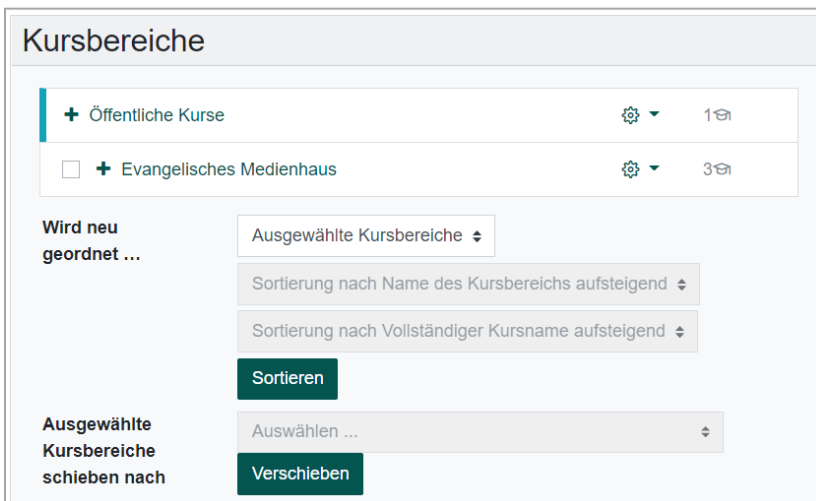 Kursbereiche
Öffentliche Kurse 1
Evangelisches Medienhaus 3
Wird neu
geordnet ...
Ausgewählte Kursbereiche
Sortierung nach Name des Kursbereichs aufsteigend
Sortierung nach Vollständiger Kursname aufsteigend
Sortieren
Ausgewählte
Kursbereiche
schieben nach
Auswählen ...
Verschieben